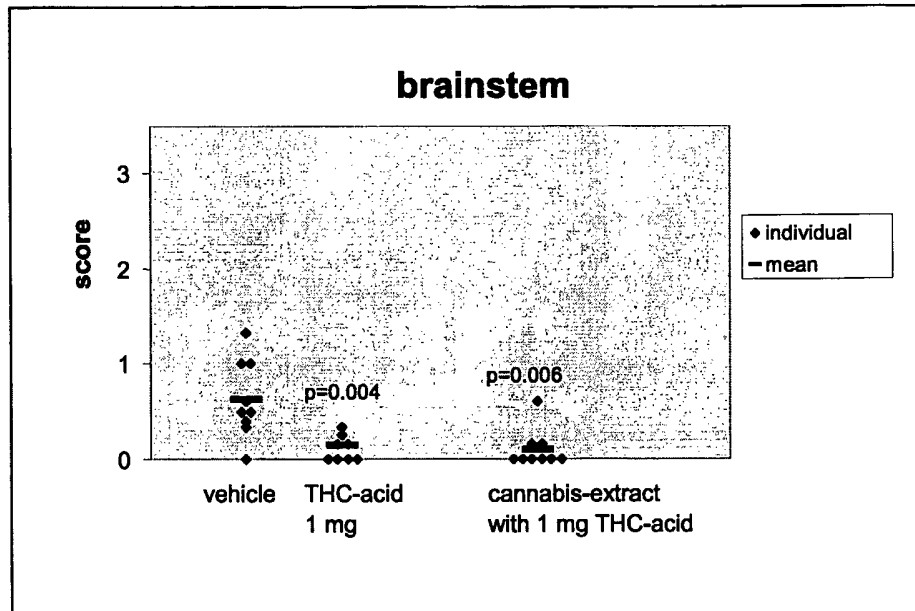 brainstem
3
2
1
0
score
p=0.004
p=0.006
vehicle
THC-acid
1 mg
cannabis-extract
with 1 mg THC-acid
individual
mean